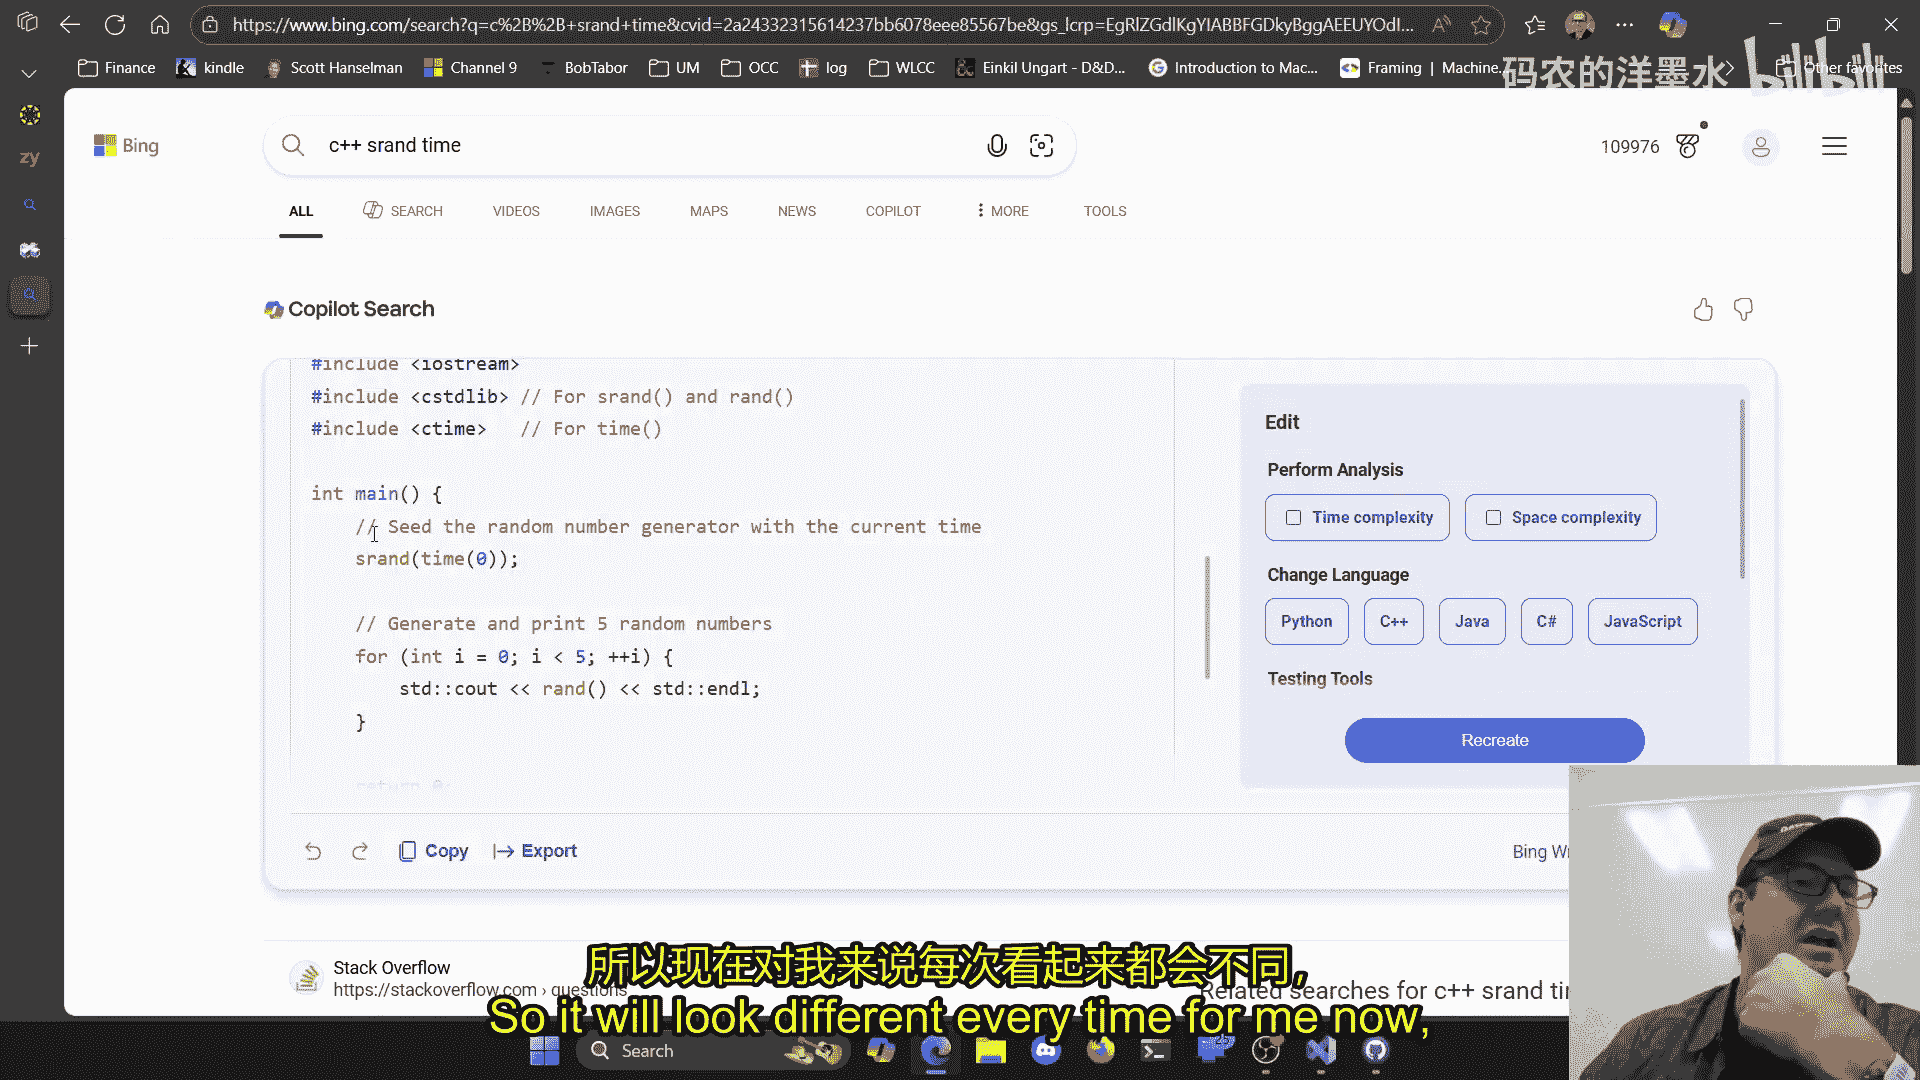 https://www.bing.com/search?q=c%2B%2B+srand+time&cvid=2a24332315614237bb6078eee85567be&gs_lcrp=EgRlZGdlKgYIABBFGDkyBggAEEUYOdI...
Finance
kindle
Scott Hanselman
Channel 9
BobTabor
UM
OCC
log
WLCC
Einkil Ungart - D&D...
Introduction to Mac...
Framing | Machine...
Other favorites
码农的洋墨水
bilibili
zy
Bing
c++ srand time
109976
ALL
SEARCH
VIDEOS
IMAGES
MAPS
NEWS
COPILOT
MORE
TOOLS
Copilot Search
#include <iostream>
#include <cstdlib> // For srand() and rand()
#include <ctime> // For time()
int main() {
// Seed the random number generator with the current time
srand(time(0));
// Generate and print 5 random numbers
for (int i = 0; i < 5; ++i) {
std::cout << rand() << std::endl;
}
Edit
Perform Analysis
Time complexity
Space complexity
Change Language
Python
C++
Java
C#
JavaScript
Testing Tools
Recreate
Copy
Export
Bing Wr
Stack Overflow
https://stackoverflow.com › questions
Related searches for c++ srand ti
所以现在对我来说每次看起来都会不同,
So it will look different every time for me now,
Search